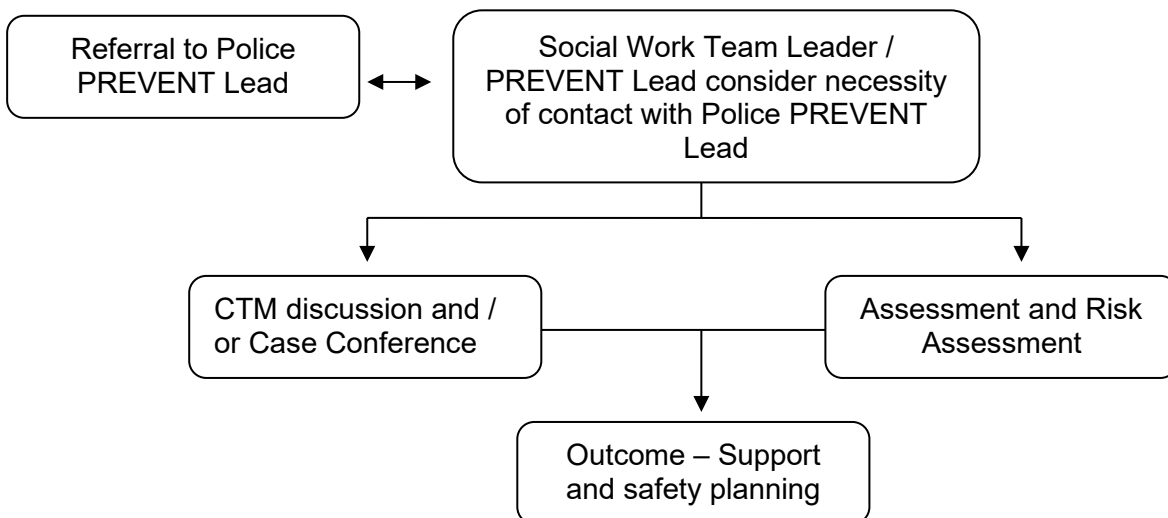 Referral to Police
PREVENT Lead
Social Work Team Leader /
PREVENT Lead consider necessity
of contact with Police PREVENT
Lead
CTM discussion and /
or Case Conference
Assessment and Risk
Assessment
Outcome – Support
and safety planning